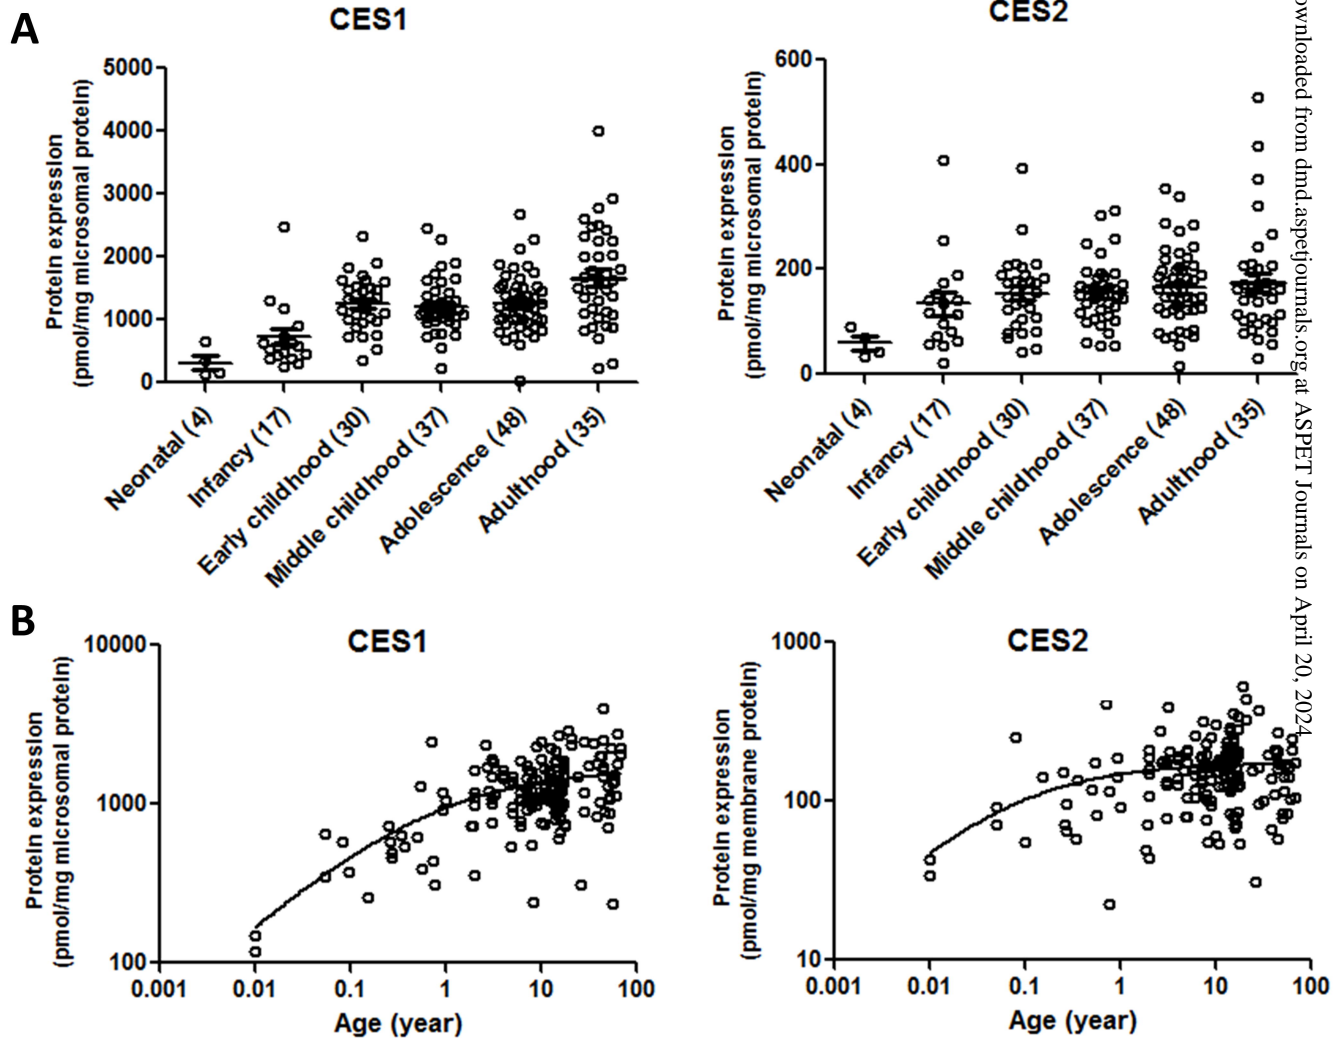 A
CES1
CES2
Protein expression
(pmol/mg microsomal protein)
5000
4000
3000
2000
1000
0
Neonatal (4)
Infancy (17)
Early childhood (30)
Middle childhood (37)
Adolescence (48)
Adulthood (35)
Protein expression
(pmol/mg microsomal protein)
600
400
200
0
Neonatal (4)
Infancy (17)
Early childhood (30)
Middle childhood (37)
Adolescence (48)
Adulthood (35)
B
CES1
Protein expression
(pmol/mg microsomal protein)
10000
1000
100
0.001
0.01
0.1
1
10
100
Age (year)
CES2
Protein expression
(pmol/mg membrane protein)
1000
100
10
0.001
0.01
0.1
1
10
100
Age (year)
ownloaded from dmd.aspetjournals.org at ASPET Journals on April 20, 2024